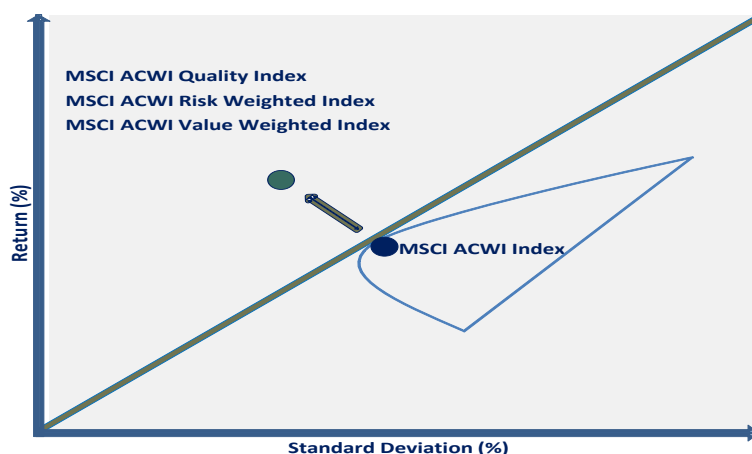 MSCI ACWI Quality Index
MSCI ACWI Risk Weighted Index
MSCI ACWI Value Weighted Index
Return (%)
MSCI ACWI Index
Standard Deviation (%)